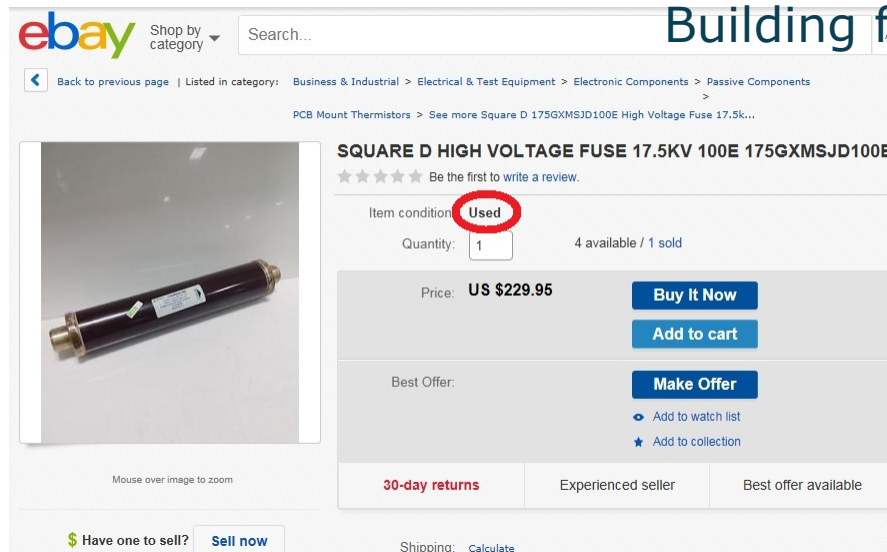 Building f
ebay
Shop by
category
Search...
Back to previous page | Listed in category:
Business & Industrial > Electrical & Test Equipment > Electronic Components > Passive Components
>
PCB Mount Thermistors > See more Square D 175GXMSJD100E High Voltage Fuse 17.5k...
SQUARE D HIGH VOLTAGE FUSE 17.5KV 100E 175GXMSJD100E
Be the first to write a review.
Item condition
Used
Quantity:
1
4 available / 1 sold
Price:
US $229.95
Buy It Now
Add to cart
Best Offer:
Make Offer
Add to watch list
Add to collection
Mouse over image to zoom
30-day returns
Experienced seller
Best offer available
$ Have one to sell?
Sell now
Shipping:
Calculate